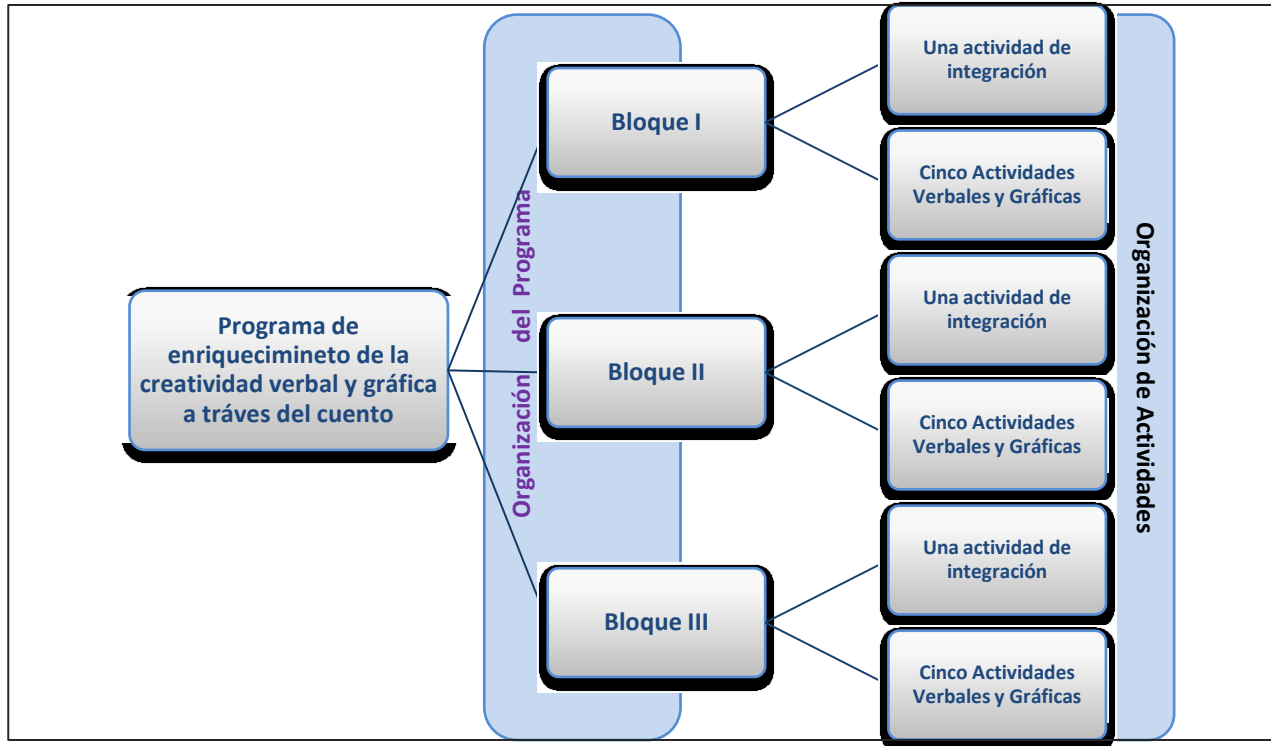 Programa de
enriquecimineto de la
creatividad verbal y gráfica
a tráves del cuento
Organización del Programa
Bloque I
Una actividad de
integración
Cinco Actividades
Verbales y Gráficas
Bloque II
Una actividad de
integración
Cinco Actividades
Verbales y Gráficas
Bloque III
Una actividad de
integración
Cinco Actividades
Verbales y Gráficas
Organización de Actividades